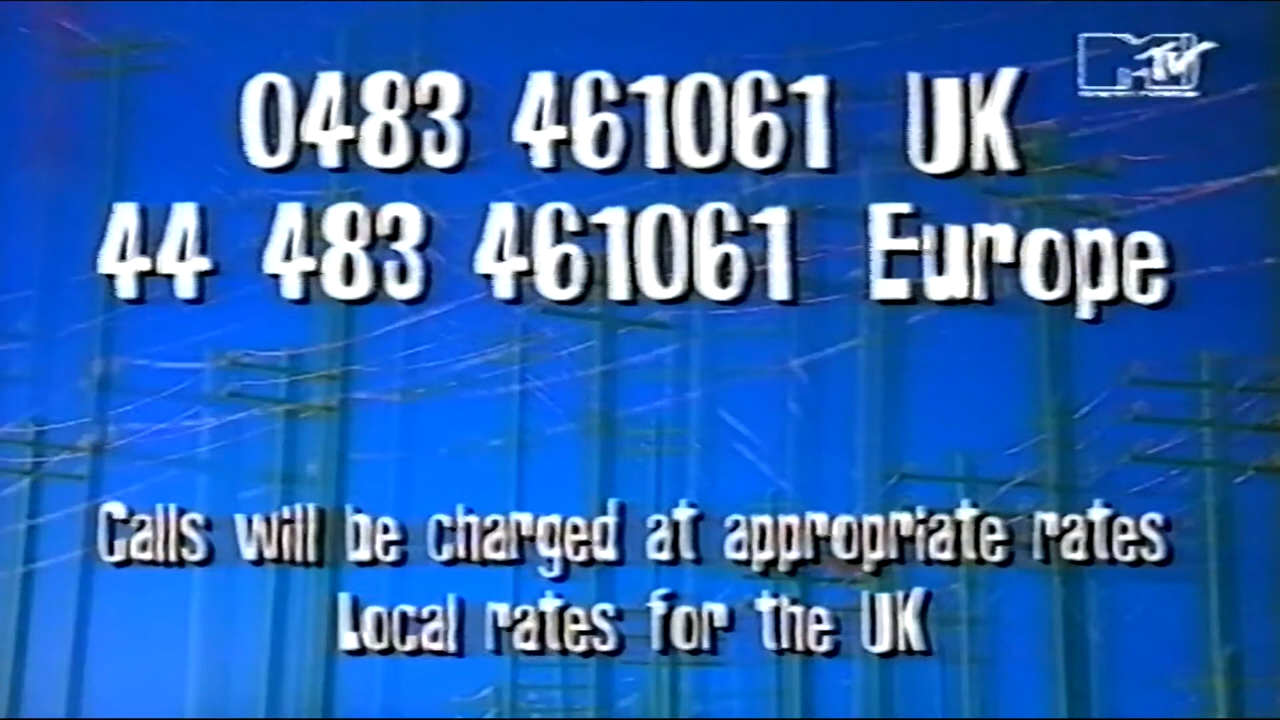 MTV
0483 461061 UK
44 483 461061 Europe
Calls will be charged at appropriate rates
Local rates for the UK